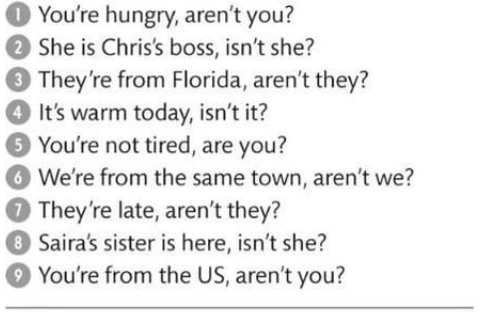 1 You're hungry, aren't you?
2 She is Chris's boss, isn't she?
3 They're from Florida, aren't they?
4 It's warm today, isn't it?
5 You're not tired, are you?
6 We're from the same town, aren't we?
7 They're late, aren't they?
8 Saira's sister is here, isn't she?
9 You're from the US, aren't you?